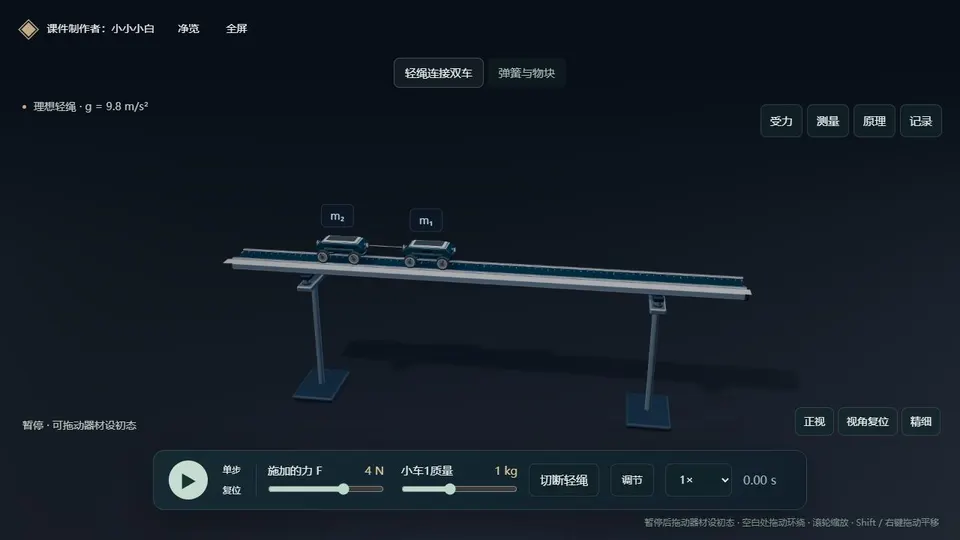 课件制作者：小小小白 净览 全屏
轻绳连接双车 弹簧与物块
理想轻绳 · g = 9.8 m/s²
受力 测量 原理 记录
m₂ m₁
暂停 · 可拖动器材设初态
正视 视角复位 精细
单步
复位
施加的力 F 4 N
小车1质量 1 kg
切断轻绳 调节 1× 0.00 s
暂停后拖动器材设初态 · 空白处拖动环绕 · 滚轮缩放 · Shift / 右键拖动平移